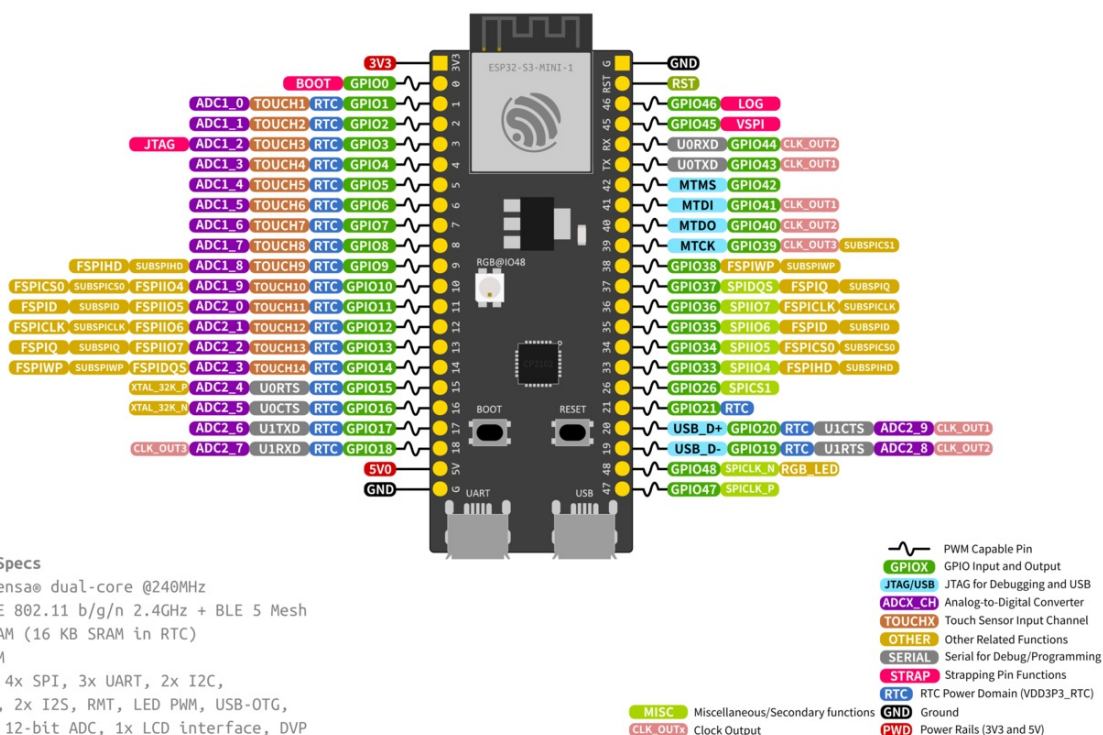 3V3
BOOT GPIO0
ADC1_0 TOUCH1 RTC GPIO1
ADC1_1 TOUCH2 RTC GPIO2
JTAG ADC1_2 TOUCH3 RTC GPIO3
ADC1_3 TOUCH4 RTC GPIO4
ADC1_4 TOUCH5 RTC GPIO5
ADC1_5 TOUCH6 RTC GPIO6
ADC1_6 TOUCH7 RTC GPIO7
ADC1_7 TOUCH8 RTC GPIO8
FSPIHD SUBSPIHD ADC1_8 TOUCH9 RTC GPIO9
FSPICS0 SUBSPICS0 FSPIIO4 ADC1_9 TOUCH10 RTC GPIO10
FSPID SUBSPID FSPIIO5 ADC2_0 TOUCH11 RTC GPIO11
FSPICLK SUBSPICLK FSPIIO6 ADC2_1 TOUCH12 RTC GPIO12
FSPIQ SUBSPIQ FSPIIO7 ADC2_2 TOUCH13 RTC GPIO13
FSPIWP SUBSPIWP FSPIDQS ADC2_3 TOUCH14 RTC GPIO14
XTAL_32K_P ADC2_4 U0RTS RTC GPIO15
XTAL_32K_N ADC2_5 U0CTS RTC GPIO16
ADC2_6 U1TXD RTC GPIO17
CLK_OUT3 ADC2_7 U1RXD RTC GPIO18
5V0
GND
3V3
0
1
2
3
4
5
6
7
8
9
10
11
12
13
14
15
16
17
18
5V
G
ESP32-S3-MINI-1
RGB@IO48
CP2102
BOOT
RESET
UART
USB
G
RST
46
45
RX
TX
42
41
40
39
38
37
36
35
34
33
26
21
20
19
48
47
GND
RST
GPIO46 LOG
GPIO45 VSPI
U0RXD GPIO44 CLK_OUT2
U0TXD GPIO43 CLK_OUT1
MTMS GPIO42
MTDI GPIO41 CLK_OUT1
MTDO GPIO40 CLK_OUT2
MTCK GPIO39 CLK_OUT3 SUBSPICS1
GPIO38 FSPIWP SUBSPIWP
GPIO37 SPIDQS FSPIQ SUBSPIQ
GPIO36 SPIIO7 FSPICLK SUBSPICLK
GPIO35 SPIIO6 FSPID SUBSPID
GPIO34 SPIIO5 FSPICS0 SUBSPICS0
GPIO33 SPIIO4 FSPIHD SUBSPIHD
GPIO26 SPICS1
GPIO21 RTC
USB_D+ GPIO20 RTC U1CTS ADC2_9 CLK_OUT1
USB_D- GPIO19 RTC U1RTS ADC2_8 CLK_OUT2
GPIO48 SPICLK_N RGB_LED
GPIO47 SPICLK_P
Specs
ensa® dual-core @240MHz
E 802.11 b/g/n 2.4GHz + BLE 5 Mesh
AM (16 KB SRAM in RTC)
M
4x SPI, 3x UART, 2x I2C,
, 2x I2S, RMT, LED PWM, USB-OTG,
12-bit ADC, 1x LCD interface, DVP
PWM Capable Pin
GPIOX GPIO Input and Output
JTAG/USB JTAG for Debugging and USB
ADCX_CH Analog-to-Digital Converter
TOUCHX Touch Sensor Input Channel
OTHER Other Related Functions
SERIAL Serial for Debug/Programming
STRAP Strapping Pin Functions
RTC RTC Power Domain (VDD3P3_RTC)
MISC Miscellaneous/Secondary functions GND Ground
CLK_OUTx Clock Output PWD Power Rails (3V3 and 5V)